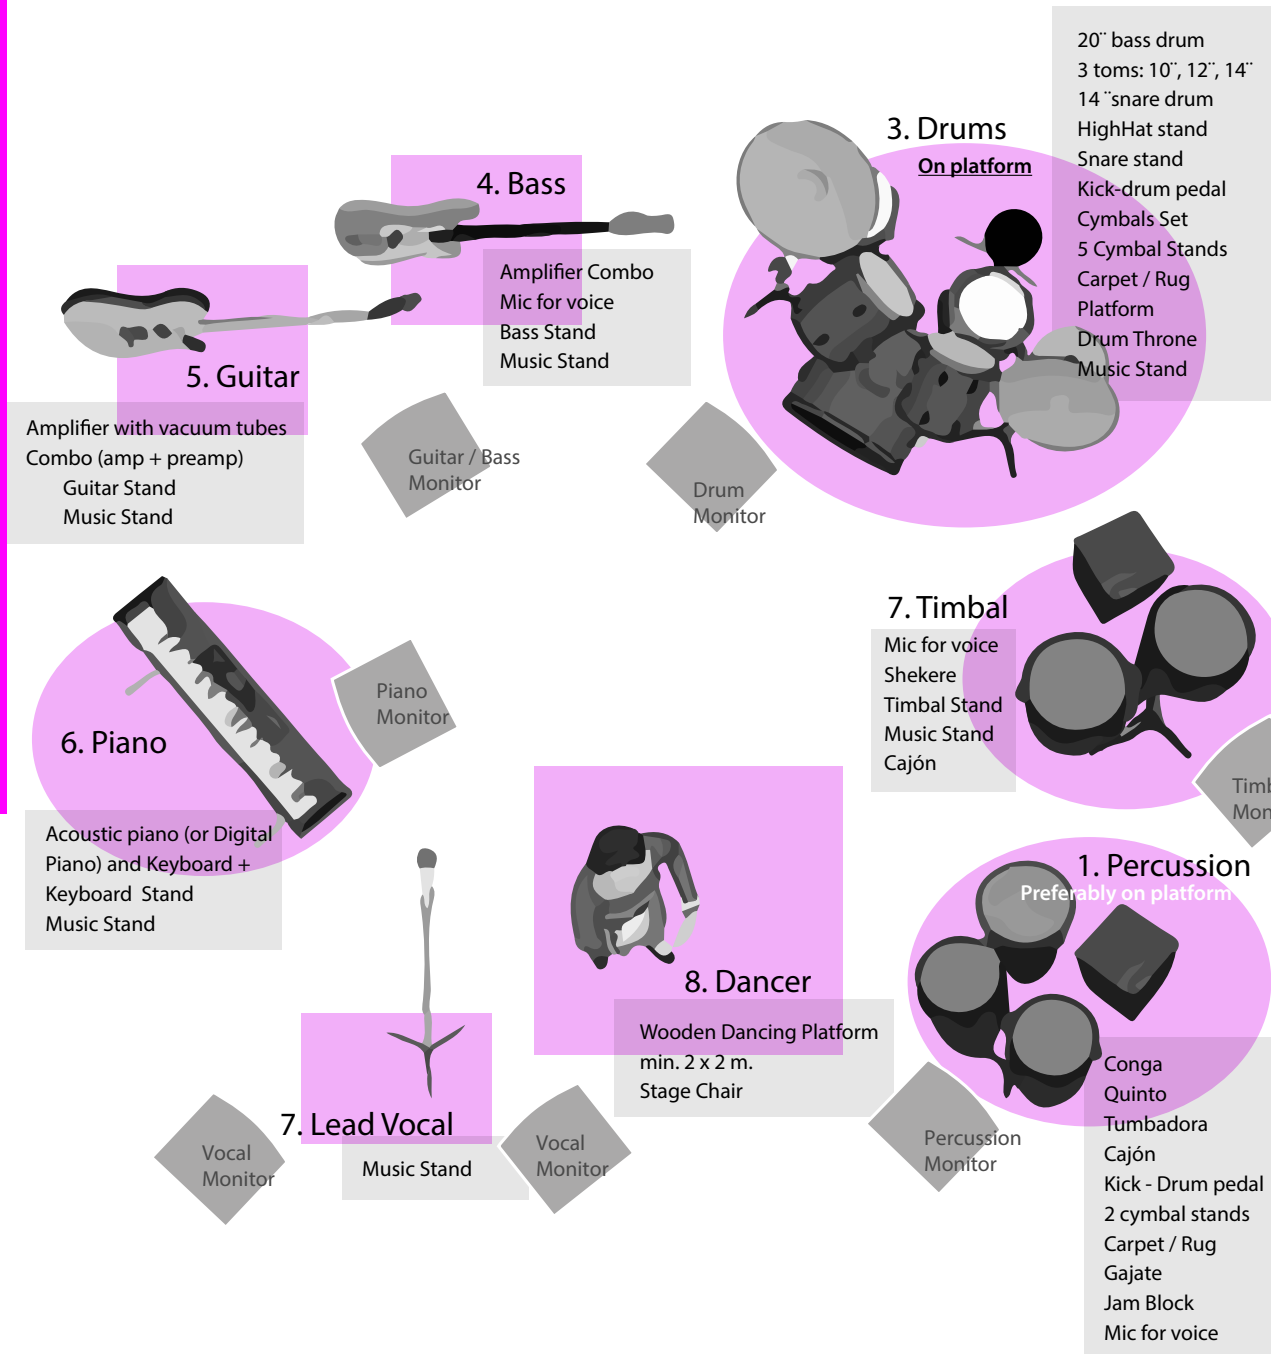 20¨ bass drum
3 toms: 10¨, 12¨, 14¨
14 ¨snare drum
HighHat stand
Snare stand
Kick-drum pedal
Cymbals Set
5 Cymbal Stands
Carpet / Rug
Platform
Drum Throne
Music Stand
3. Drums
On platform
4. Bass
Amplifier Combo
Mic for voice
Bass Stand
Music Stand
5. Guitar
Amplifier with vacuum tubes
Combo (amp + preamp)
Guitar Stand
Music Stand
Guitar / Bass
Monitor
Drum
Monitor
7. Timbal
Mic for voice
Shekere
Timbal Stand
Music Stand
Cajón
6. Piano
Piano
Monitor
Acoustic piano (or Digital
Piano) and Keyboard +
Keyboard Stand
Music Stand
1. Percussion
Preferably on platform
8. Dancer
Wooden Dancing Platform
min. 2 x 2 m.
Stage Chair
Conga
Quinto
Tumbadora
Cajón
Kick - Drum pedal
2 cymbal stands
Carpet / Rug
Gajate
Jam Block
Mic for voice
Percussion
Monitor
7. Lead Vocal
Music Stand
Vocal
Monitor
Vocal
Monitor